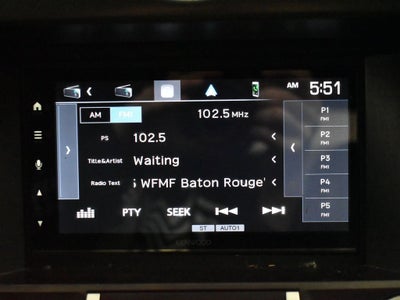 AM 5:51
AM FM1 102.5 MHz
PS 102.5
Title&Artist Waiting
Radio Text WFMF Baton Rouge'
PTY SEEK
ST AUTO1
KENWOOD
P1
FM1
P2
FM1
P3
FM1
P4
FM1
P5
FM1